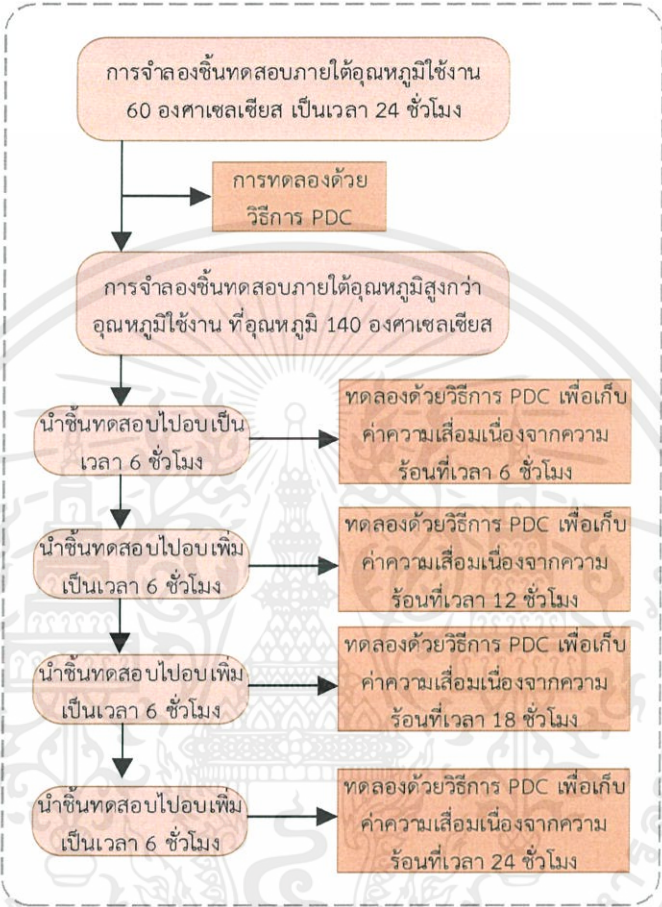 การจำลองชิ้นทดสอบภายใต้อุณหภูมิใช้งาน
60 องศาเซลเซียส เป็นเวลา 24 ชั่วโมง
การทดลองด้วย
วิธีการ PDC
การจำลองชิ้นทดสอบภายใต้อุณหภูมิสูงกว่า
อุณหภูมิใช้งาน ที่อุณหภูมิ 140 องศาเซลเซียส
นำชิ้นทดสอบไปอบเป็น
เวลา 6 ชั่วโมง
ทดลองด้วยวิธีการ PDC เพื่อเก็บ
ค่าความเสื่อมเนื่องจากความ
ร้อนที่เวลา 6 ชั่วโมง
นำชิ้นทดสอบไปอบเพิ่ม
เป็นเวลา 6 ชั่วโมง
ทดลองด้วยวิธีการ PDC เพื่อเก็บ
ค่าความเสื่อมเนื่องจากความ
ร้อนที่เวลา 12 ชั่วโมง
นำชิ้นทดสอบไปอบเพิ่ม
เป็นเวลา 6 ชั่วโมง
ทดลองด้วยวิธีการ PDC เพื่อเก็บ
ค่าความเสื่อมเนื่องจากความ
ร้อนที่เวลา 18 ชั่วโมง
นำชิ้นทดสอบไปอบเพิ่ม
เป็นเวลา 6 ชั่วโมง
ทดลองด้วยวิธีการ PDC เพื่อเก็บ
ค่าความเสื่อมเนื่องจากความ
ร้อนที่เวลา 24 ชั่วโมง